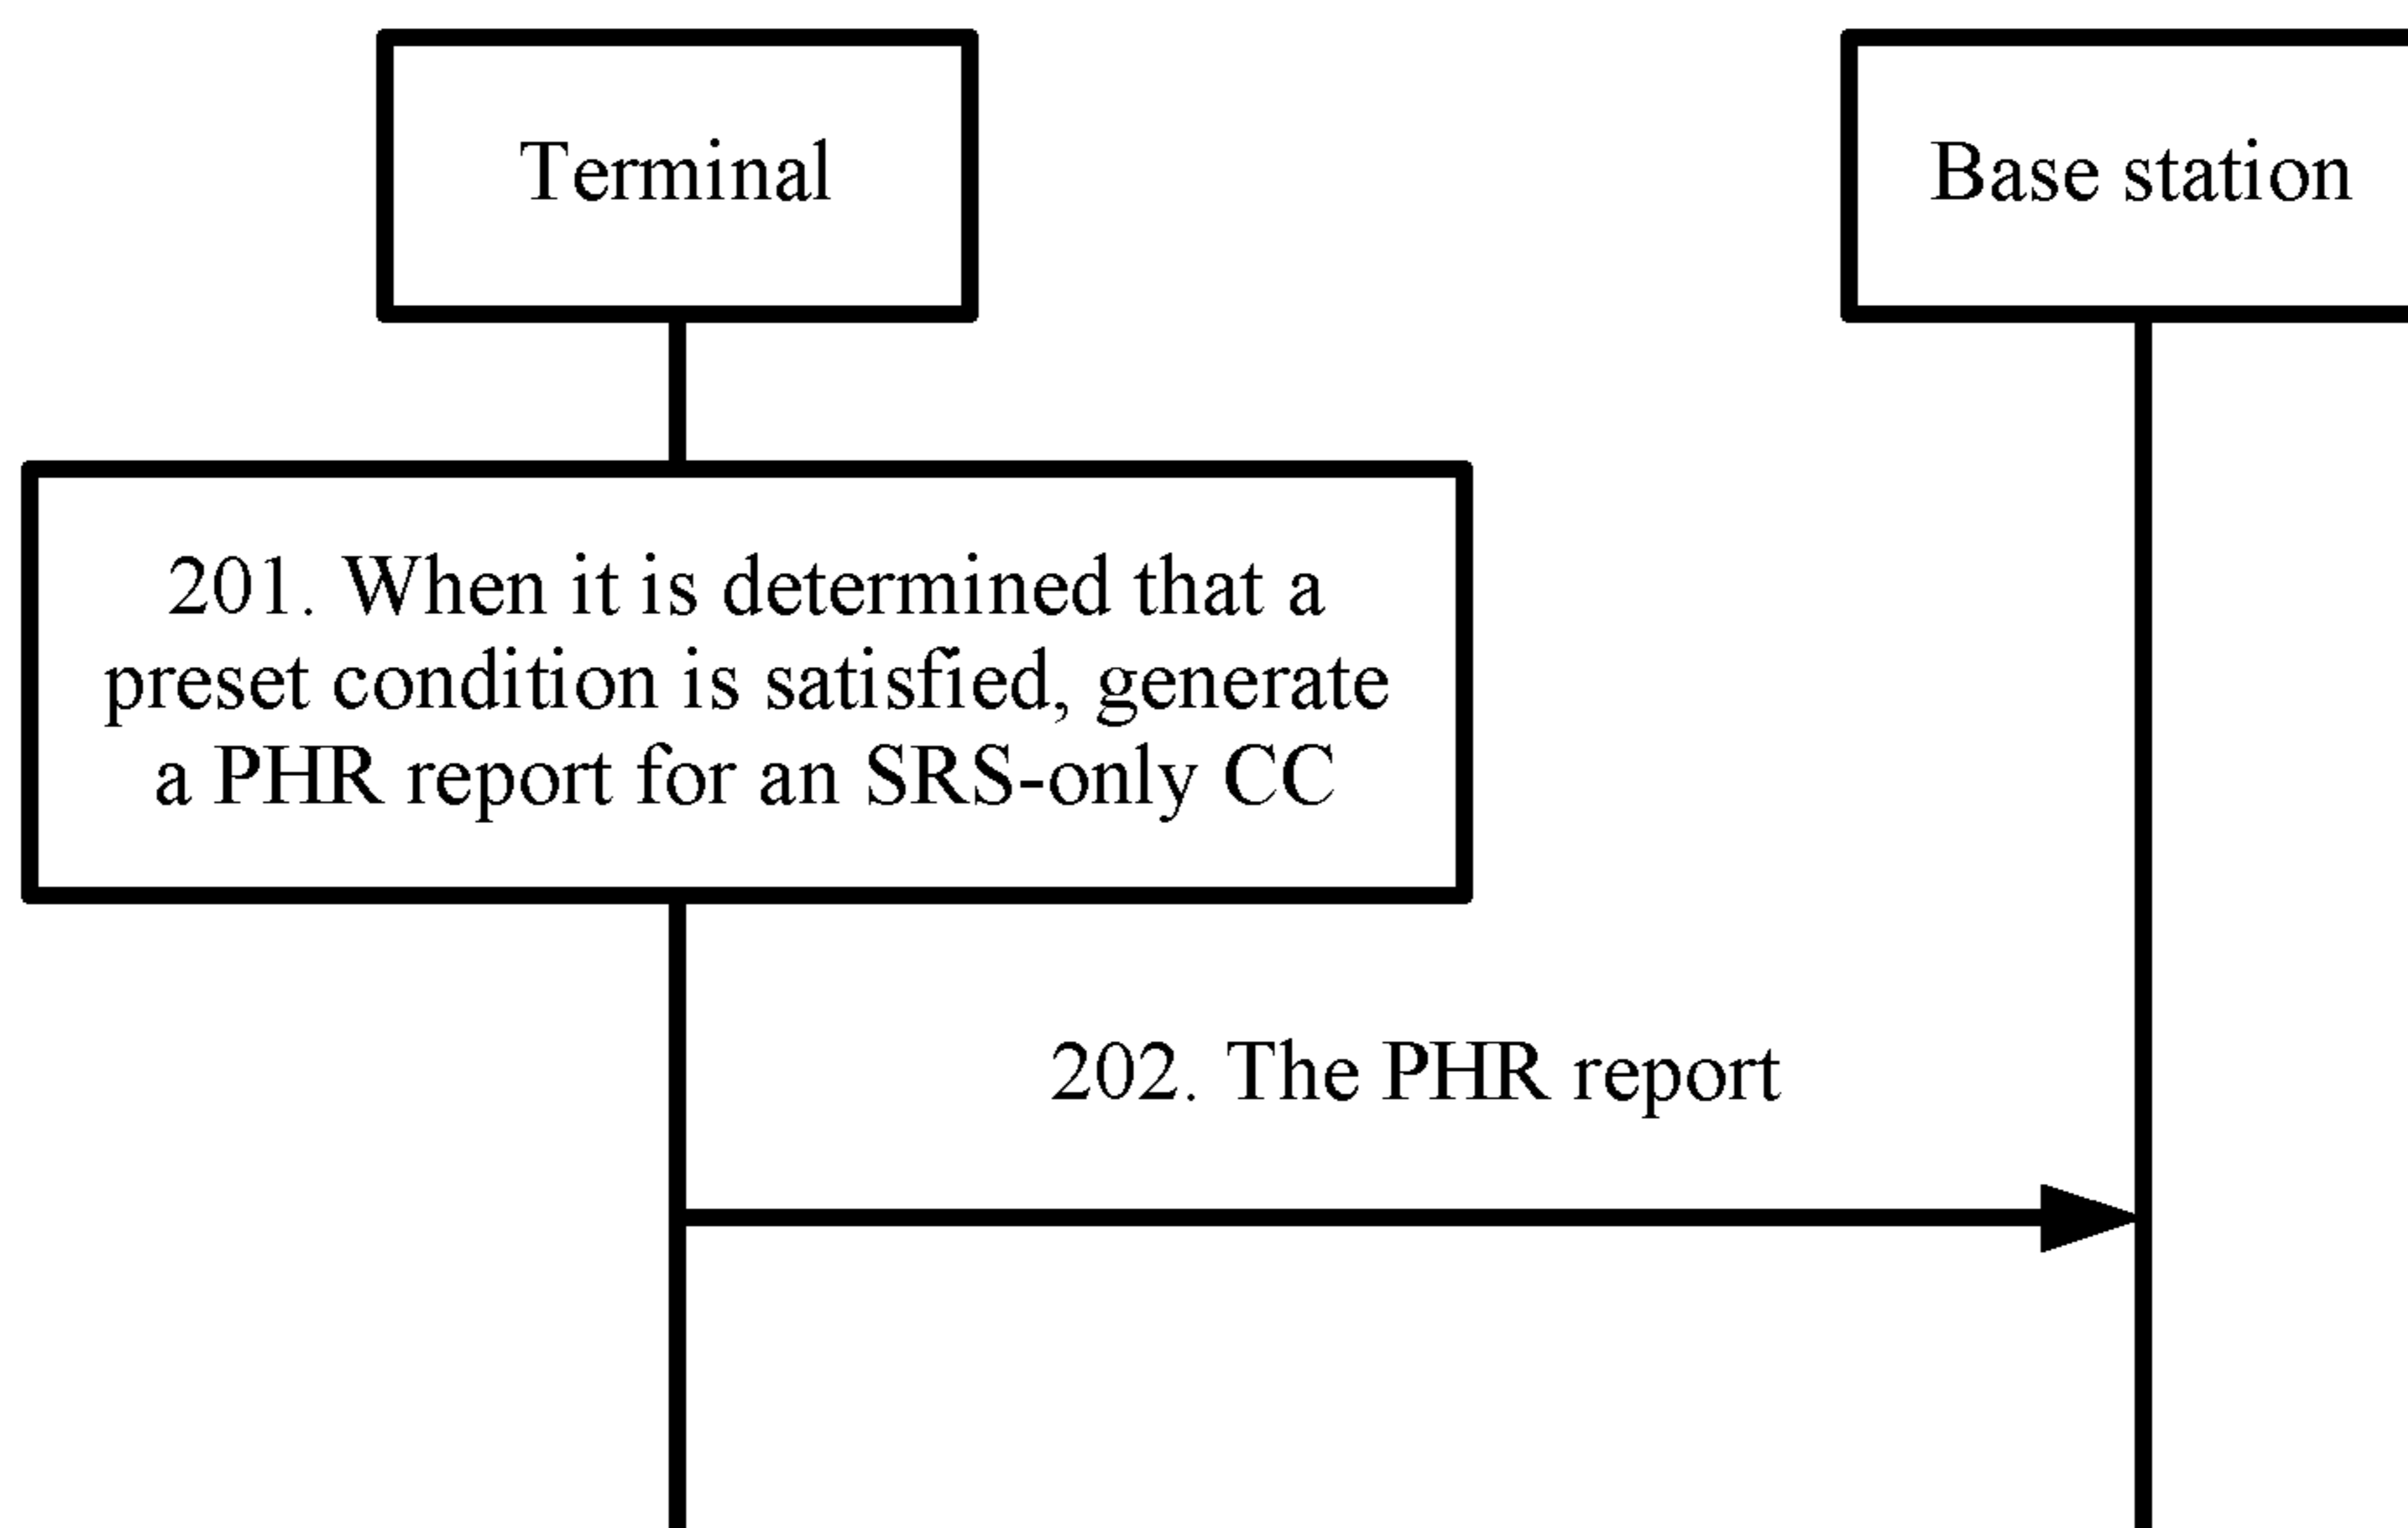 Terminal
Base station
201. When it is determined that a
preset condition is satisfied, generate
a PHR report for an SRS-only CC
202. The PHR report